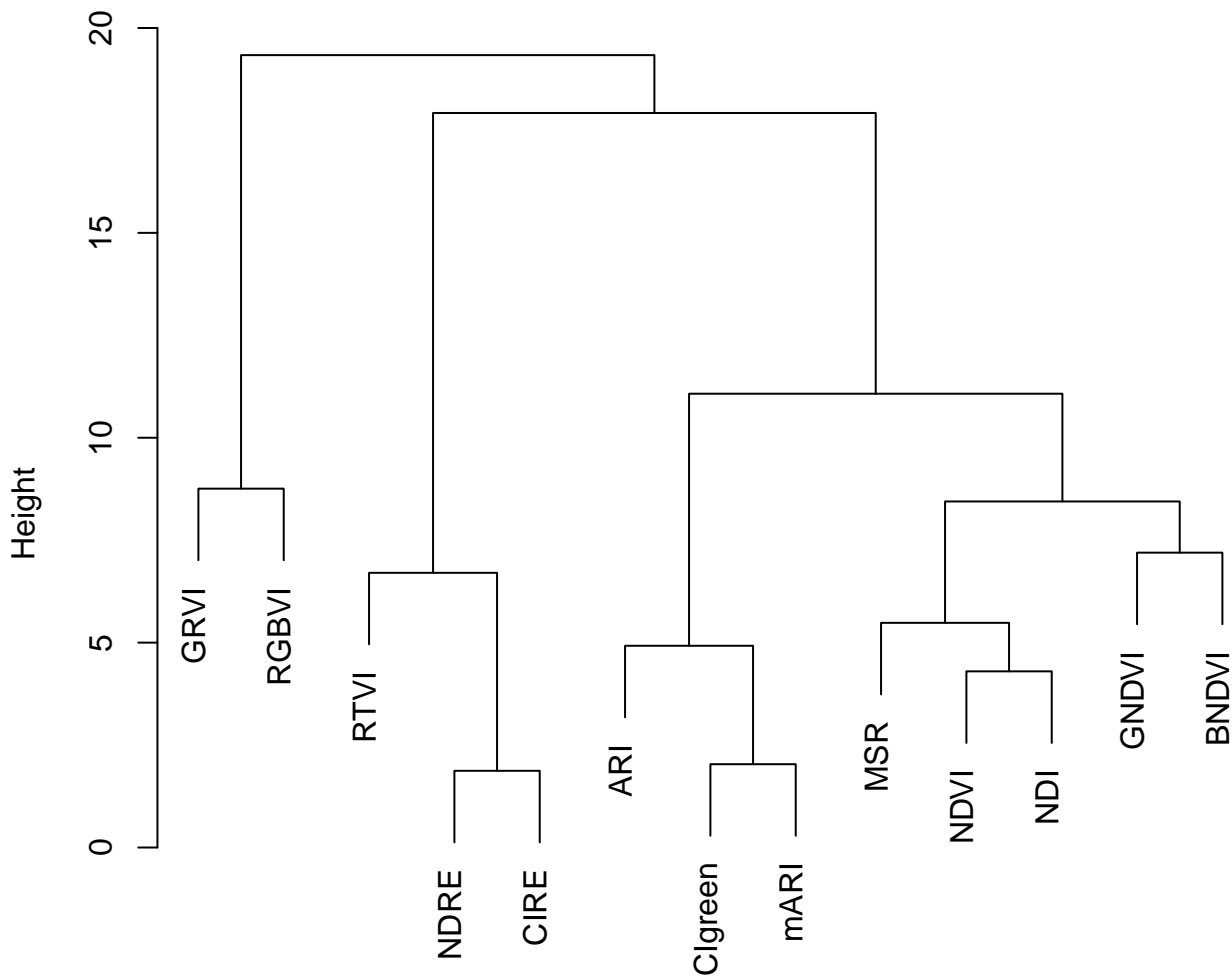 Height
20
15
10
5
0
GRVI
RGBVI
RTVI
NDRE
CIRE
ARI
CIgreen
mARI
MSR
NDVI
NDI
GNDVI
BNDVI